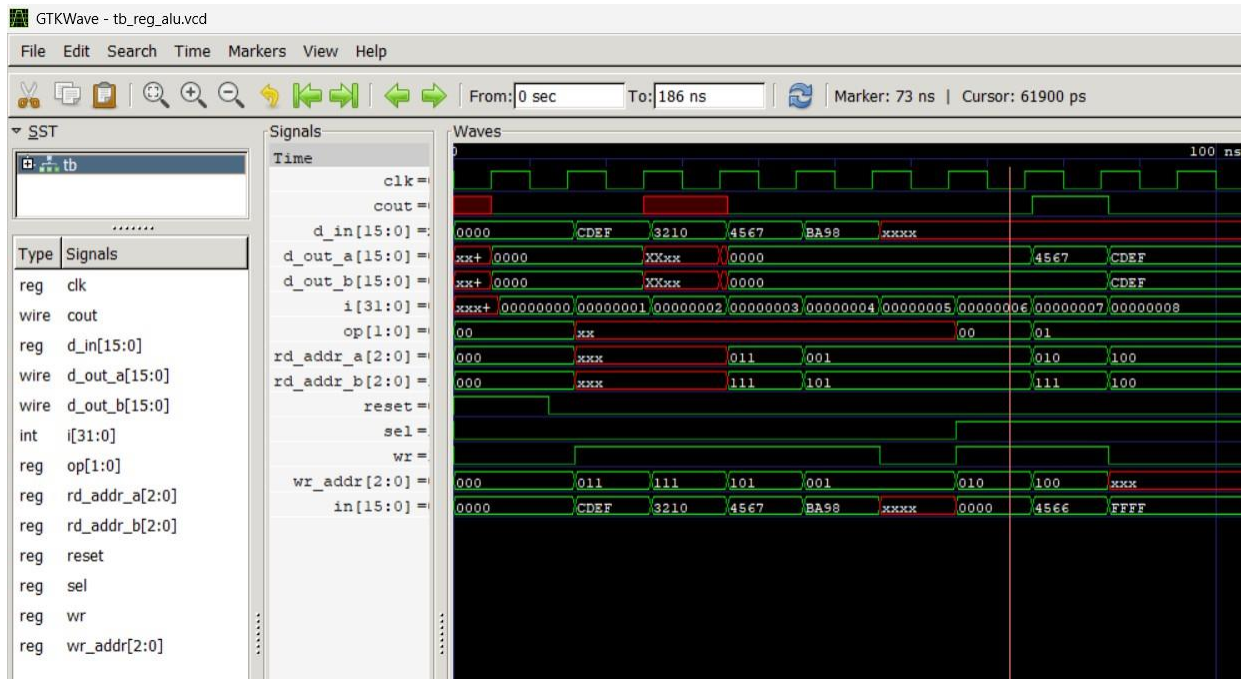 GTKWave - tb_reg_alu.vcd
File Edit Search Time Markers View Help
From: 0 sec To: 186 ns Marker: 73 ns | Cursor: 61900 ps
SST
tb
Type Signals
reg clk
wire cout
reg d_in[15:0]
wire d_out_a[15:0]
wire d_out_b[15:0]
int i[31:0]
reg op[1:0]
reg rd_addr_a[2:0]
reg rd_addr_b[2:0]
reg reset
reg sel
reg wr
reg wr_addr[2:0]
Signals
Time
clk =
cout =
d_in[15:0] =
d_out_a[15:0] =
d_out_b[15:0] =
i[31:0] =
op[1:0] =
rd_addr_a[2:0] =
rd_addr_b[2:0] =
reset =
sel =
wr =
wr_addr[2:0] =
in[15:0] =
Waves
0 100 ns
0000 CDEF 3210 4567 BA98 xxxx
xx+ 0000 XXxx 0000 4567 CDEF
xx+ 0000 XXxx 0000 CDEF
xxx+ 00000000 00000001 00000002 00000003 00000004 00000005 00000006 00000007 00000008
00 xx 00 01
000 xxx 011 001 010 100
000 xxx 111 101 111 100
000 011 111 101 001 010 100 xxx
0000 CDEF 3210 4567 BA98 xxxx 0000 4566 FFFF